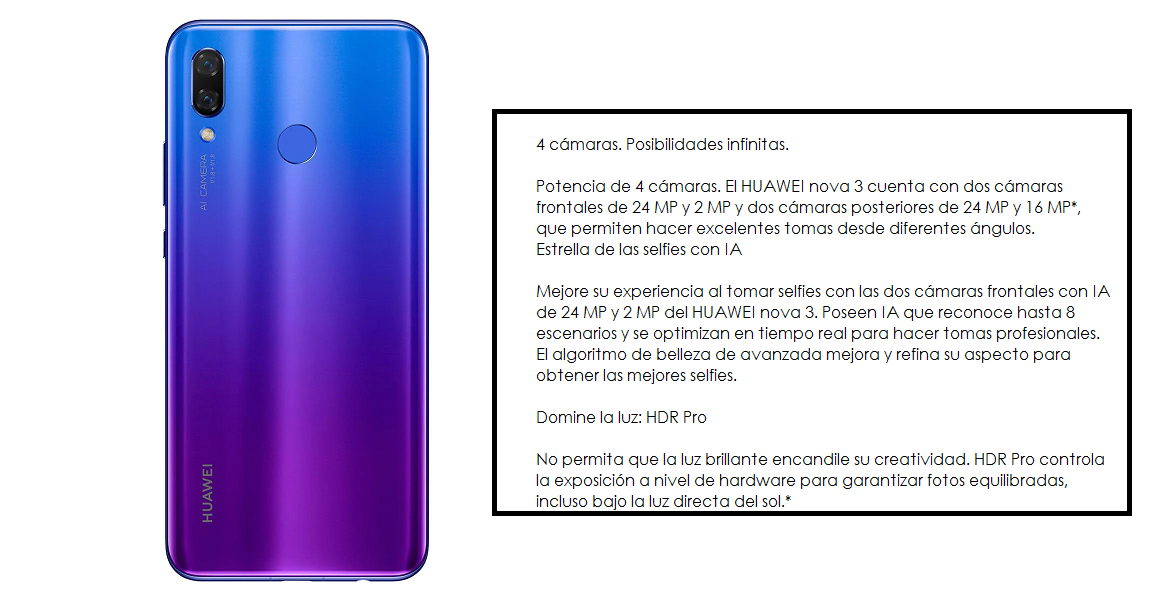 AI CAMERA
f/1.8+f/1.8
HUAWEI
4 cámaras. Posibilidades infinitas.
Potencia de 4 cámaras. El HUAWEI nova 3 cuenta con dos cámaras
frontales de 24 MP y 2 MP y dos cámaras posteriores de 24 MP y 16 MP*,
que permiten hacer excelentes tomas desde diferentes ángulos.
Estrella de las selfies con IA
Mejore su experiencia al tomar selfies con las dos cámaras frontales con IA
de 24 MP y 2 MP del HUAWEI nova 3. Poseen IA que reconoce hasta 8
escenarios y se optimizan en tiempo real para hacer tomas profesionales.
El algoritmo de belleza de avanzada mejora y refina su aspecto para
obtener las mejores selfies.
Domine la luz: HDR Pro
No permita que la luz brillante encandile su creatividad. HDR Pro controla
la exposición a nivel de hardware para garantizar fotos equilibradas,
incluso bajo la luz directa del sol.*